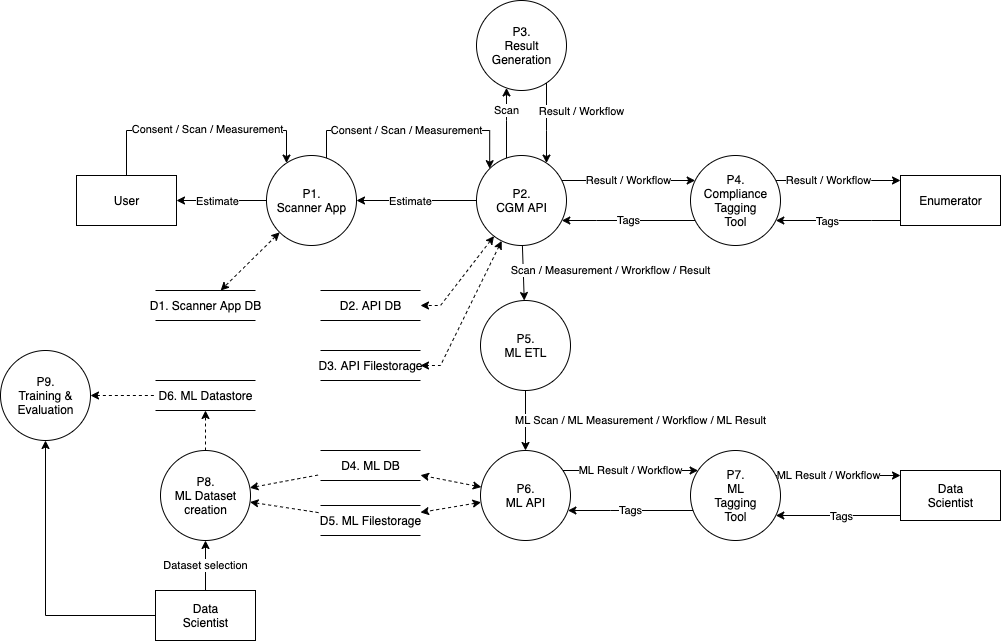 P3.
Result
Generation
Scan
Result / Workflow
Consent / Scan / Measurement
Consent / Scan / Measurement
User
Estimate
P1.
Scanner App
Estimate
P2.
CGM API
Result / Workflow
Tags
P4.
Compliance
Tagging
Tool
Result / Workflow
Tags
Enumerator
Scan / Measurement / Wrorkflow / Result
D1. Scanner App DB
D2. API DB
D3. API Filestorage
P5.
ML ETL
P9.
Training &
Evaluation
D6. ML Datastore
ML Scan / ML Measurement / Workflow / ML Result
P8.
ML Dataset
creation
D4. ML DB
D5. ML Filestorage
P6.
ML API
ML Result / Workflow
Tags
P7.
ML
Tagging
Tool
ML Result / Workflow
Tags
Data
Scientist
Dataset selection
Data
Scientist